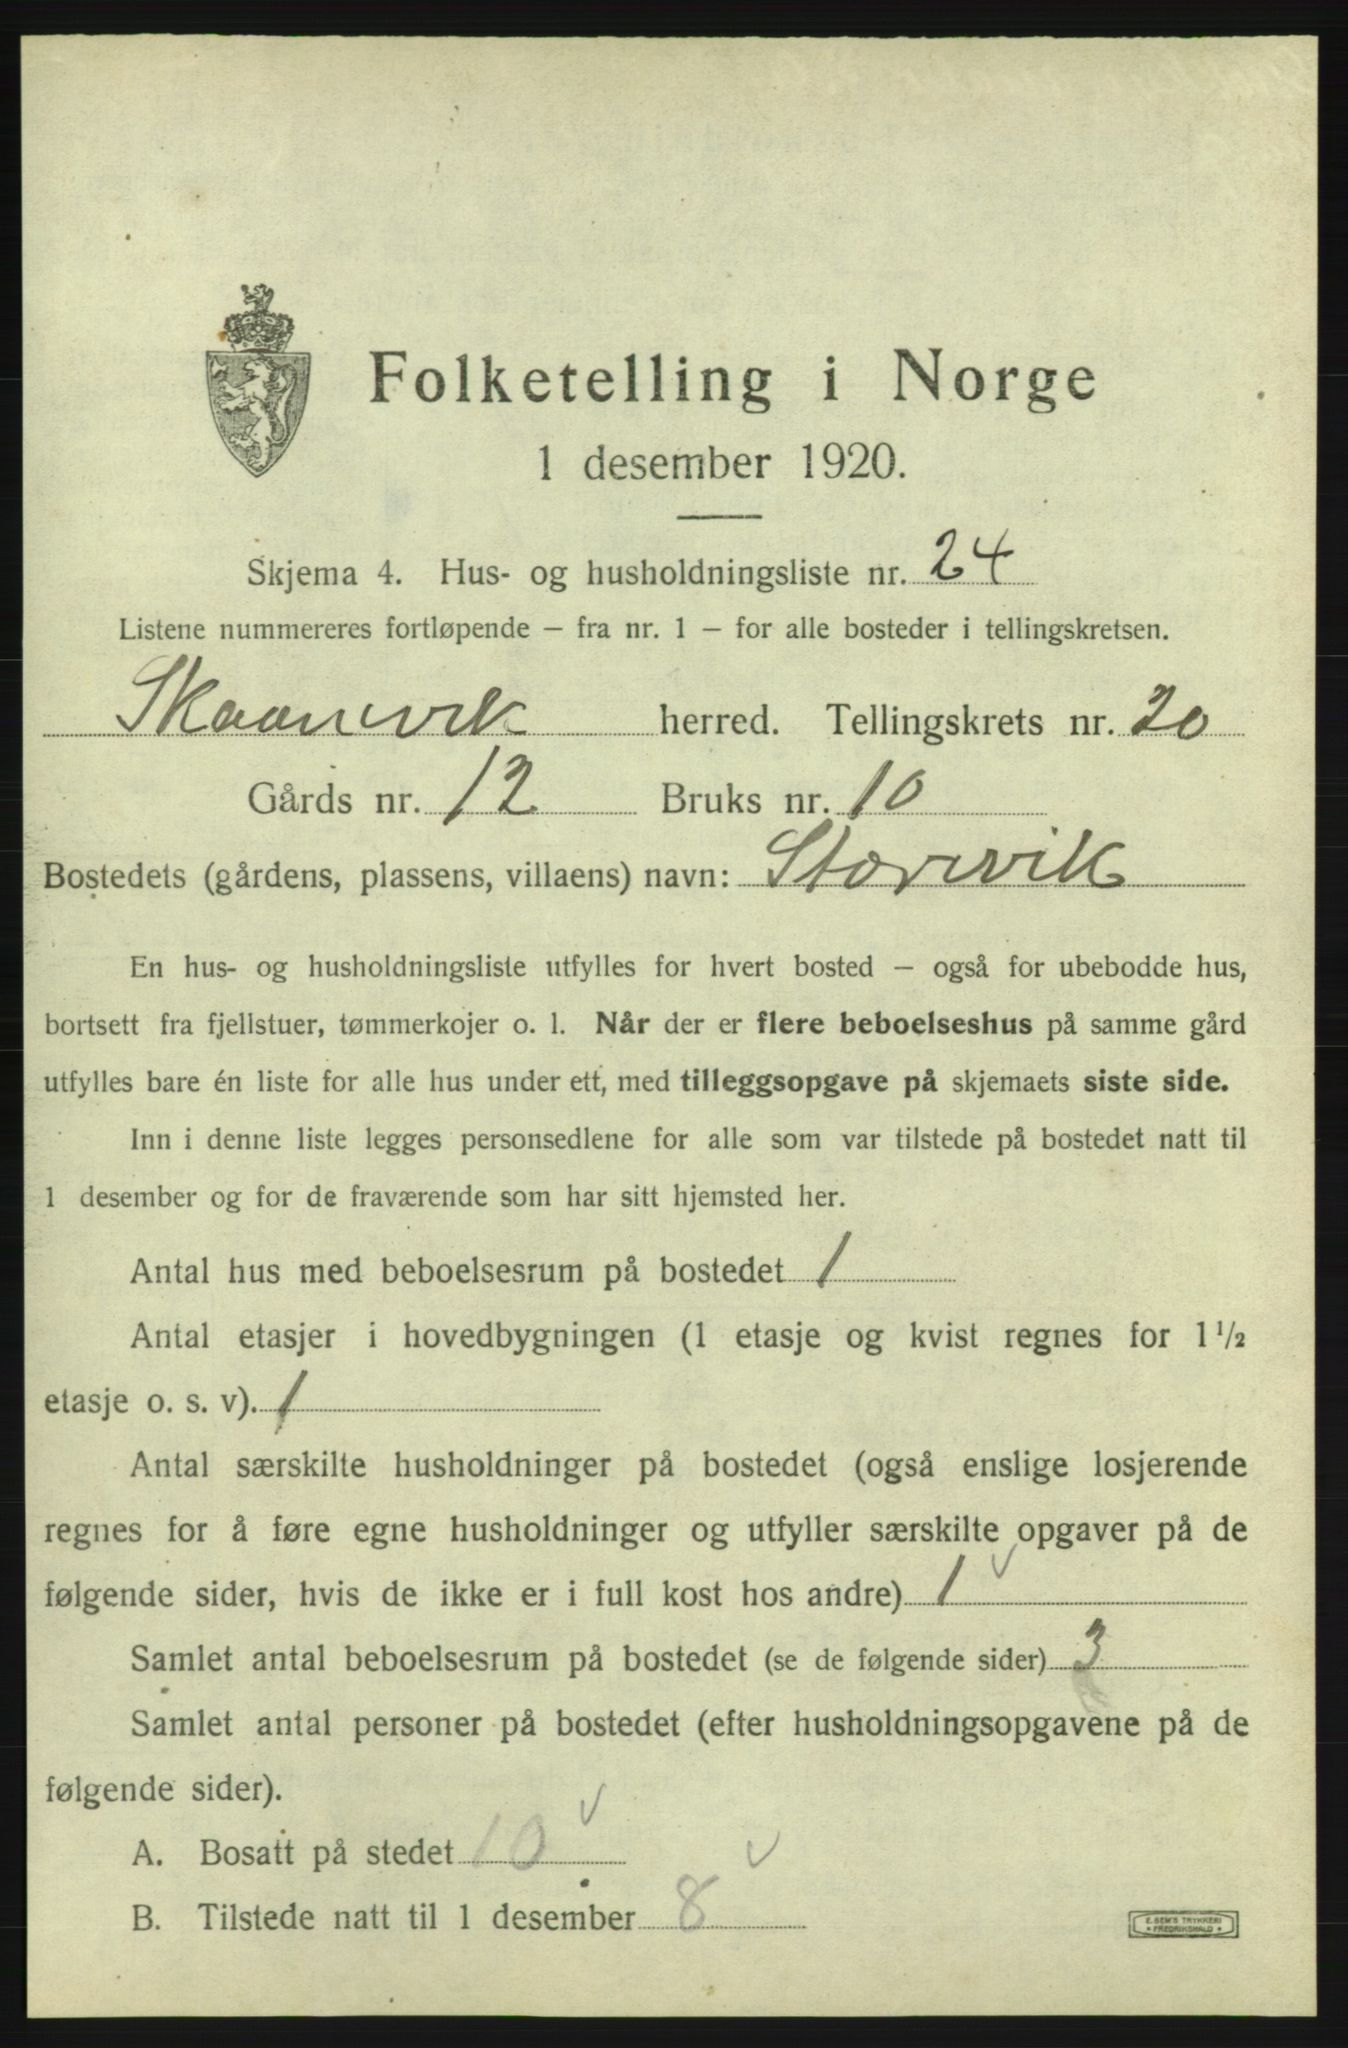 Folketelling i Norge
1 desember 1920.
Skjema 4. Hus- og husholdningsliste nr. 24
Listene nummereres fortløpende – fra nr. 1 – for alle bosteder i tellingskretsen.
Skaanevik herred. Tellingskrets nr. 20
Gårds nr. 12 Bruks nr. 10
Bostedets (gårdens, plassens, villaens) navn: Storvik
En hus- og husholdningsliste utfylles for hvert bosted – også for ubebodde hus,
bortsett fra fjellstuer, tømmerkojer o. l. Når der er flere beboelseshus på samme gård
utfylles bare én liste for alle hus under ett, med tilleggsopgave på skjemaets siste side.
Inn i denne liste legges personsedlene for alle som var tilstede på bostedet natt til
1 desember og for de fraværende som har sitt hjemsted her.
Antal hus med beboelsesrum på bostedet 1
Antal etasjer i hovedbygningen (1 etasje og kvist regnes for 1 1/2
etasje o. s. v). 1
Antal særskilte husholdninger på bostedet (også enslige losjerende
regnes for å føre egne husholdninger og utfyller særskilte opgaver på de
følgende sider, hvis de ikke er i full kost hos andre) 1 v
Samlet antal beboelsesrum på bostedet (se de følgende sider) 3
Samlet antal personer på bostedet (efter husholdningsopgavene på de
følgende sider).
A. Bosatt på stedet 10 v
B. Tilstede natt til 1 desember 8 v
E. SEM'S TRYKKERI
* FREDRIKSHALD *